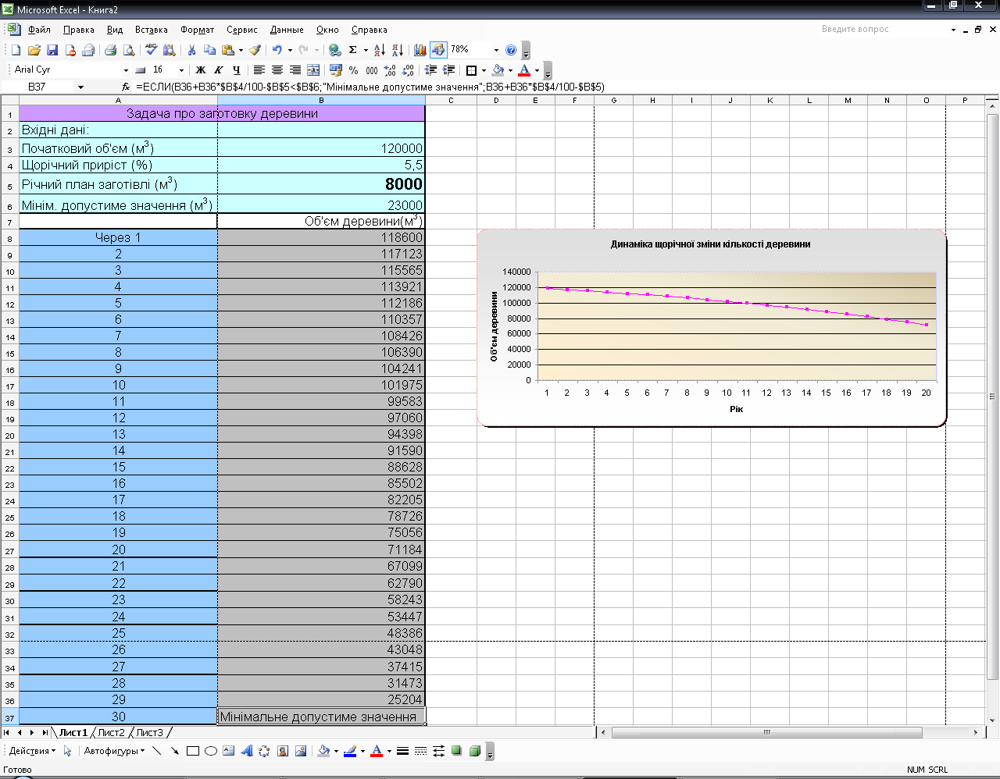 Microsoft Excel - Книга2
Файл Правка Вид Вставка Формат Сервис Данные Окно Справка Введите вопрос
78%
Arial Cyr 16 Ж К Ч
B37 fx =ЕСЛИ(B36+B36*$B$4/100-$B$5<$B$6;"Мінімальне допустиме значення";B36+B36*$B$4/100-$B$5)
A B C D E F G H I J K L M N O P
1 Задача про заготовку деревини
2 Вхідні дані:
3 Початковий об'єм (м3) 120000
4 Щорічний приріст (%) 5,5
5 Річний план заготівлі (м3) 8000
6 Мінім. допустиме значення (м3) 23000
7 Об'єм деревини(м3)
8 Через 1 118600
9 2 117123
10 3 115565
11 4 113921
12 5 112186
13 6 110357
14 7 108426
15 8 106390
16 9 104241
17 10 101975
18 11 99583
19 12 97060
20 13 94398
21 14 91590
22 15 88628
23 16 85502
24 17 82205
25 18 78726
26 19 75056
27 20 71184
28 21 67099
29 22 62790
30 23 58243
31 24 53447
32 25 48386
33 26 43048
34 27 37415
35 28 31473
36 29 25204
37 30 Мінімальне допустиме значення
Динаміка щорічної зміни кількості деревини
Об'єм деревини
140000
120000
100000
80000
60000
40000
20000
0
1 2 3 4 5 6 7 8 9 10 11 12 13 14 15 16 17 18 19 20
Рік
Лист1 Лист2 Лист3
Действия Автофигуры
Готово NUM SCRL